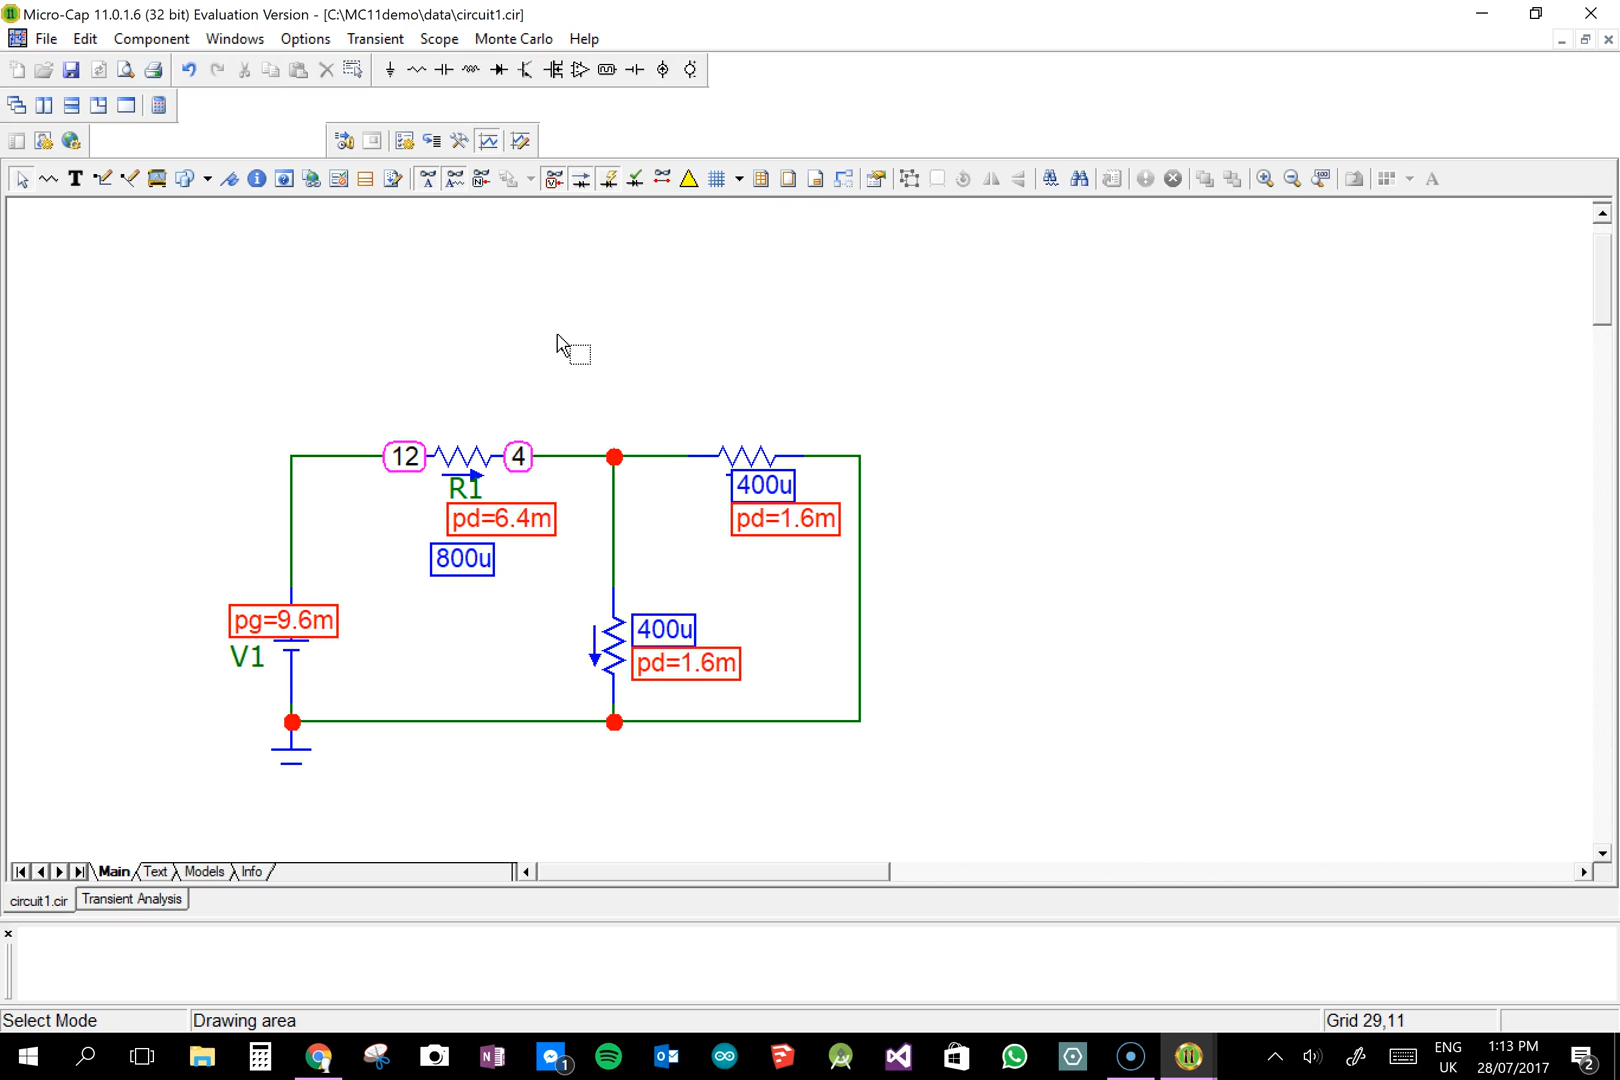 Micro-Cap 11.0.1.6 (32 bit) Evaluation Version - [C:\MC11demo\data\circuit1.cir]
File Edit Component Windows Options Transient Scope Monte Carlo Help
12 4
R1
400u
pd=6.4m
pd=1.6m
800u
pg=9.6m
400u
V1
pd=1.6m
Main Text Models Info
circuit1.cir Transient Analysis
Select Mode Drawing area Grid 29,11
ENG 1:13 PM
UK 28/07/2017
1 2